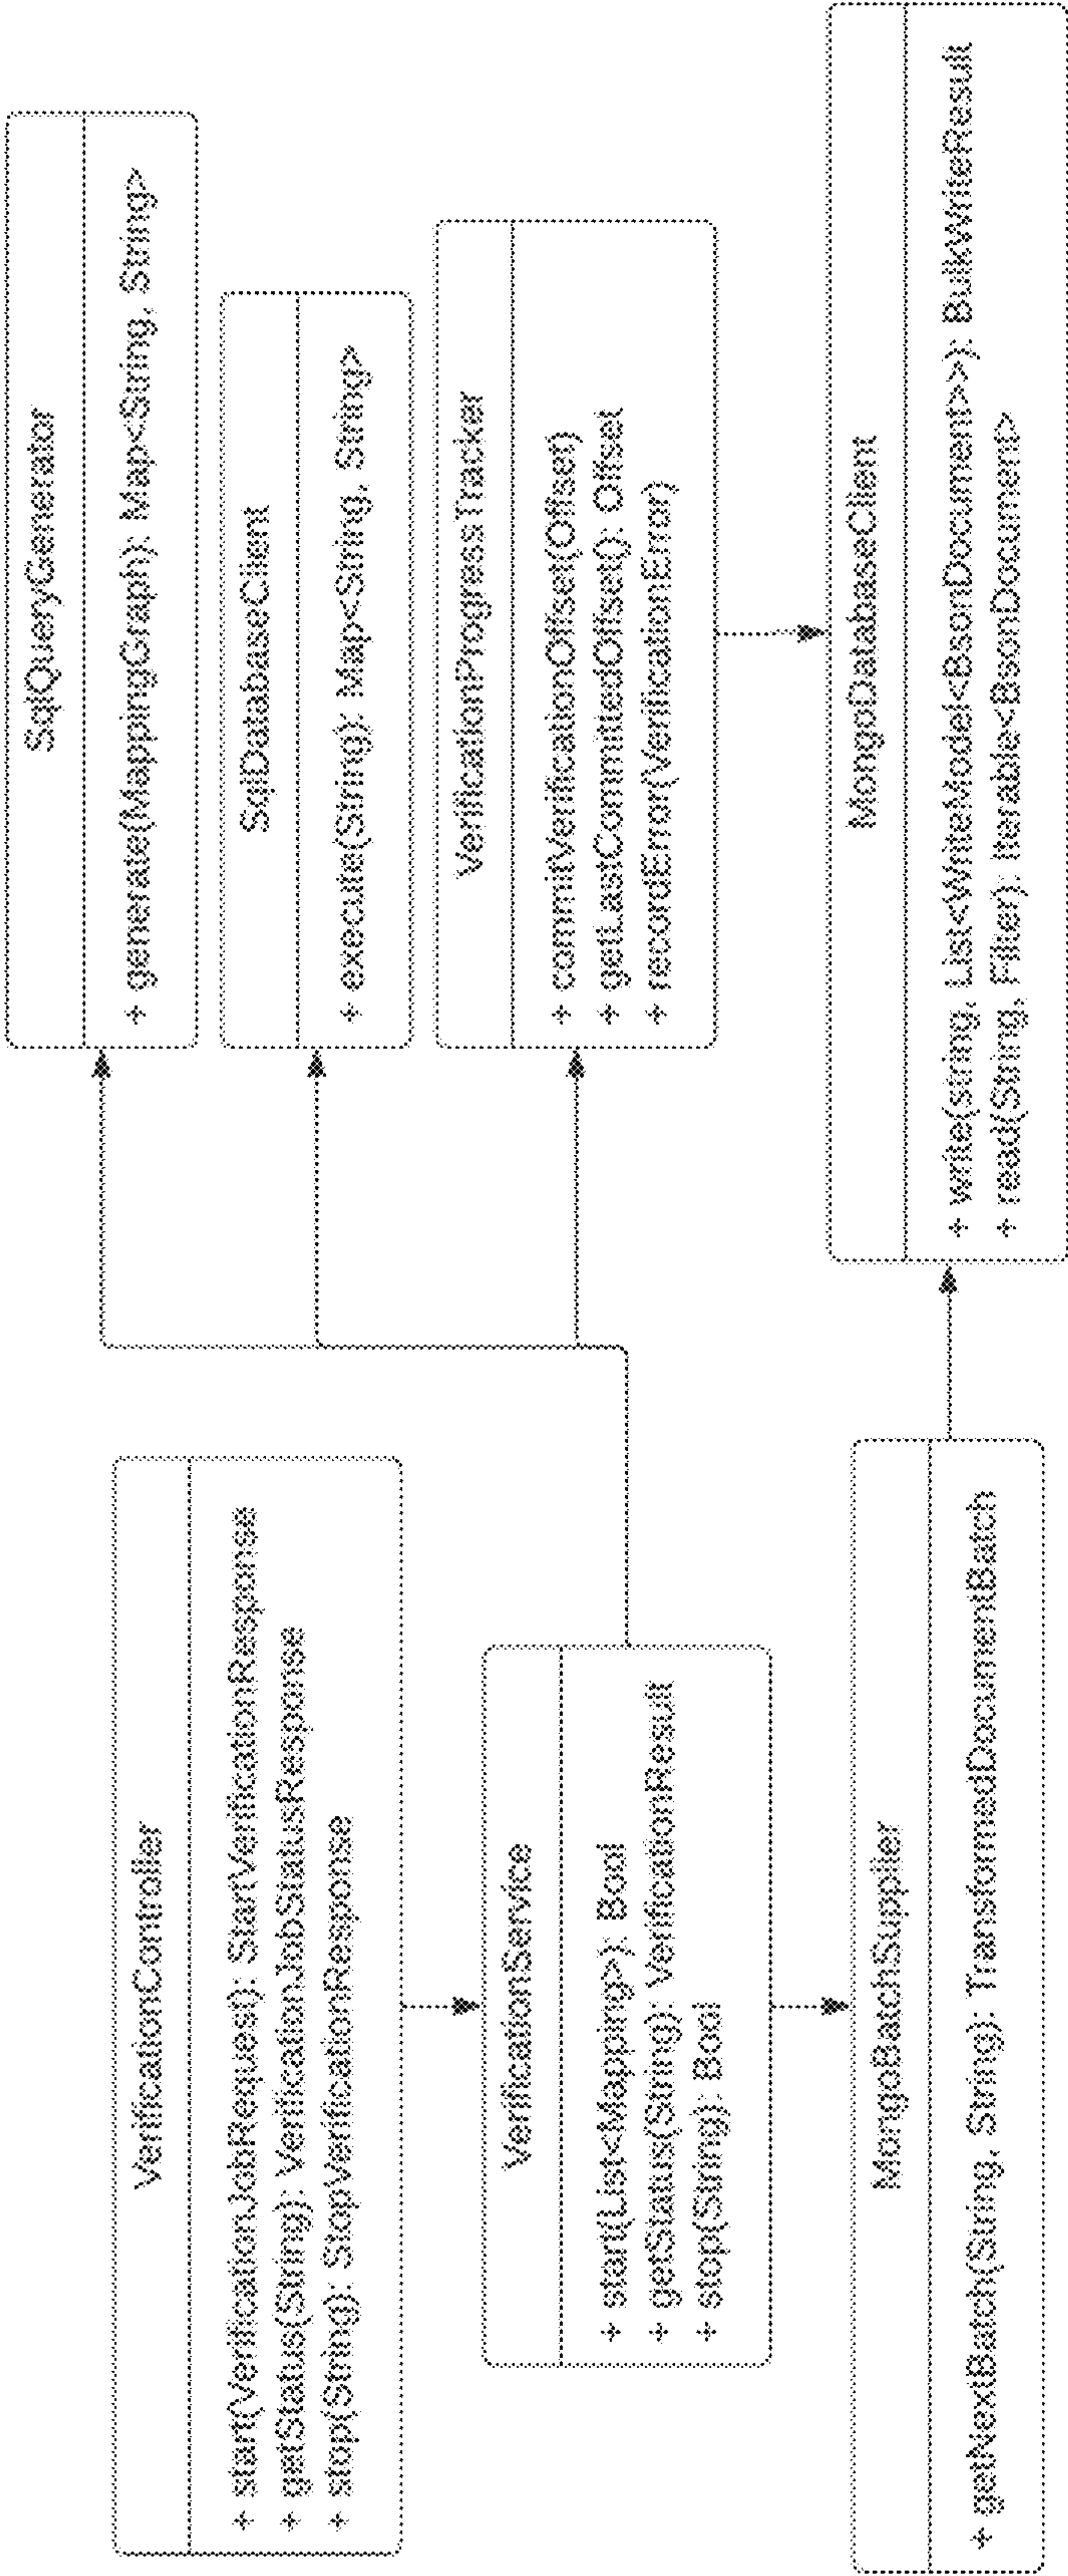 VerificationController
+ start(VerificationJobRequest): StartVerificationResponse
+ getStatus(String): VerificationJobStatusResponse
+ stop(String): StopVerificationResponse
VerificationService
+ start(List<Mapping>): Bool
+ getStatus(String): VerificationResult
+ stop(String): Bool
MongoBatchSupplier
+ getNextBatch(String, String): TransformedDocumentBatch
SqlQueryGenerator
+ generate(MappingGraph): Map<String, String>
SqlDatabaseClient
+ execute(String): Map<String, String>
VerificationProgressTracker
+ commitVerificationOffset(Offset)
+ getLastCommittedOffset(): Offset
+ recordError(VerificationError)
MongoDatabaseClient
+ write(string, List<WriteModel<BsonDocument>>): BulkWriteResult
+ read(String, Filter): Iterable<BsonDocument>